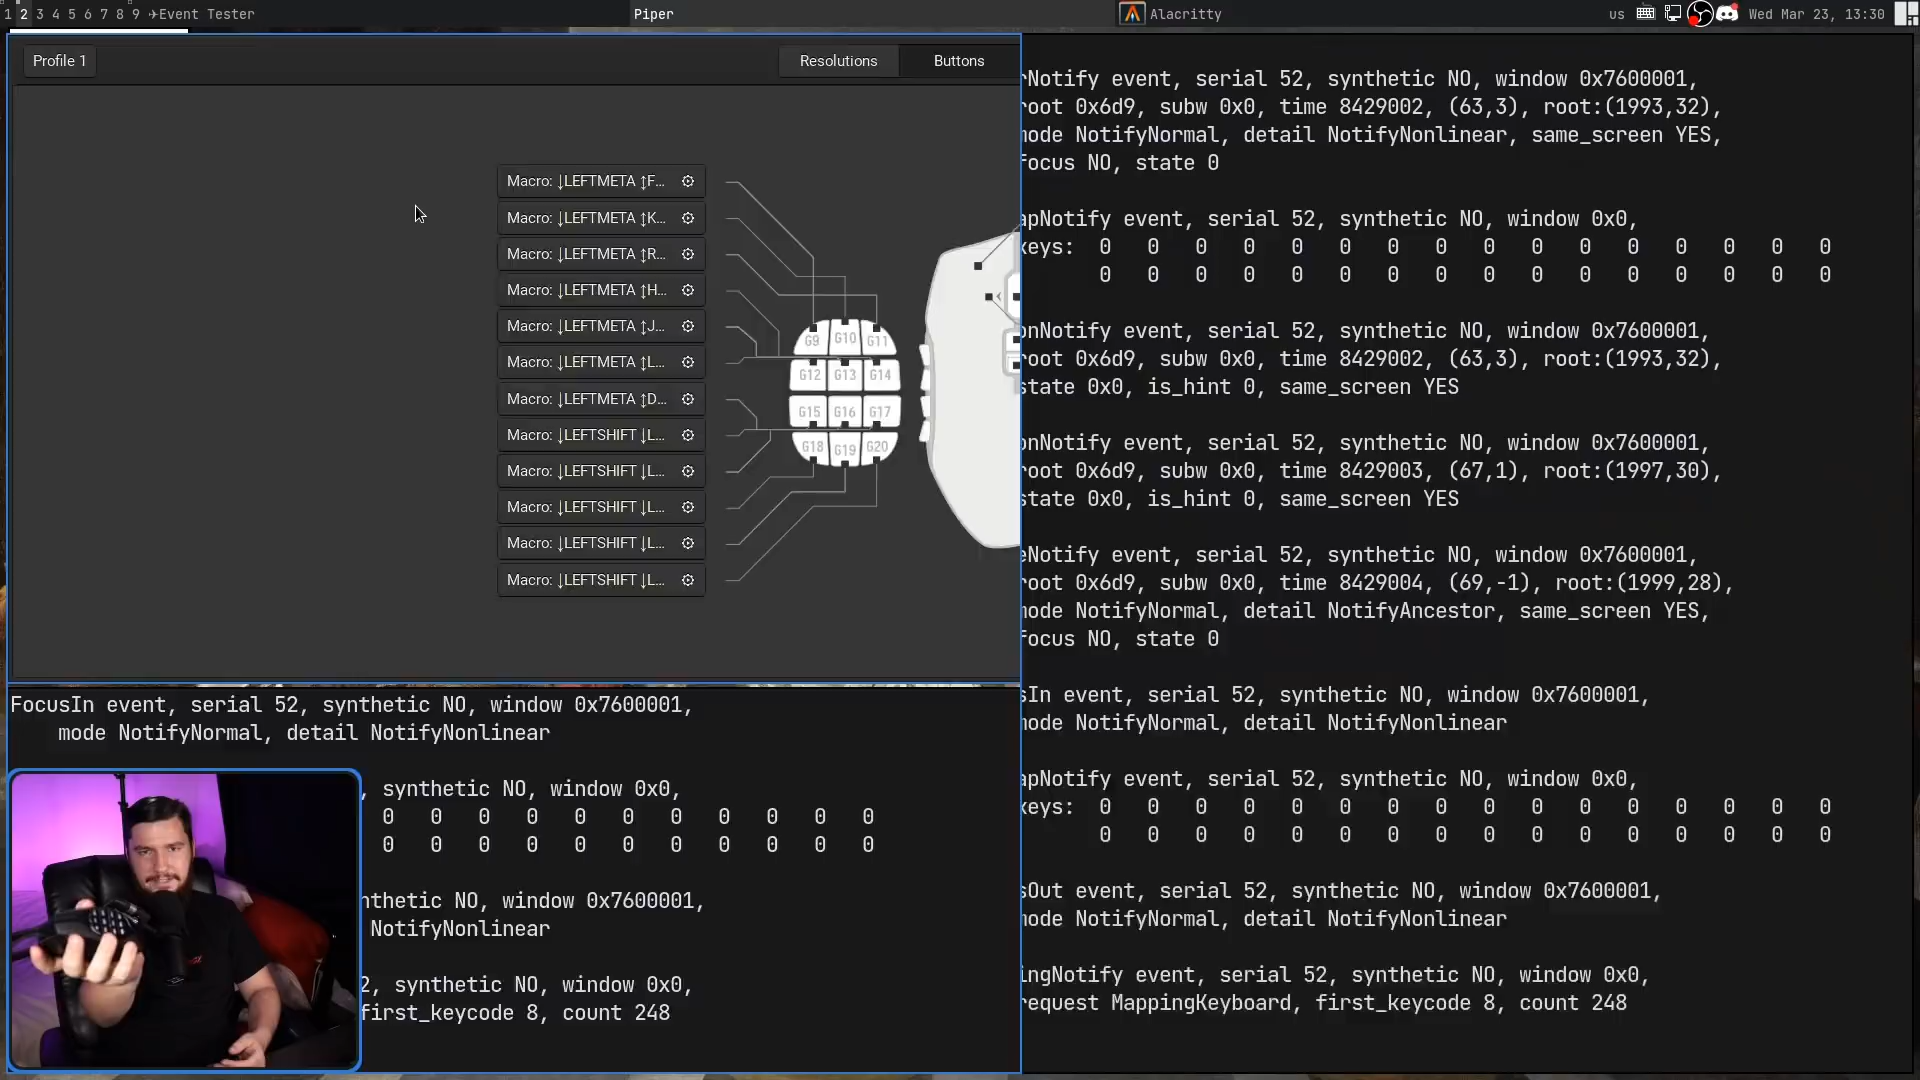 1 2 3 4 5 6 7 8 9 Event Tester
Piper
Alacritty
us
Wed Mar 23, 13:30
Profile 1
Resolutions
Buttons
Macro: ↓LEFTMETA ↕F...
Macro: ↓LEFTMETA ↕K...
Macro: ↓LEFTMETA ↕R...
Macro: ↓LEFTMETA ↕H...
Macro: ↓LEFTMETA ↕J...
Macro: ↓LEFTMETA ↕L...
Macro: ↓LEFTMETA ↕D...
Macro: ↓LEFTSHIFT ↓L...
Macro: ↓LEFTSHIFT ↓L...
Macro: ↓LEFTSHIFT ↓L...
Macro: ↓LEFTSHIFT ↓L...
Macro: ↓LEFTSHIFT ↓L...
G9 G10 G11
G12 G13 G14
G15 G16 G17
G18 G19 G20
FocusIn event, serial 52, synthetic NO, window 0x7600001,
mode NotifyNormal, detail NotifyNonlinear
, synthetic NO, window 0x0,
0 0 0 0 0 0 0 0 0 0 0
0 0 0 0 0 0 0 0 0 0 0
nthetic NO, window 0x7600001,
NotifyNonlinear
2, synthetic NO, window 0x0,
first_keycode 8, count 248
rNotify event, serial 52, synthetic NO, window 0x7600001,
root 0x6d9, subw 0x0, time 8429002, (63,3), root:(1993,32),
mode NotifyNormal, detail NotifyNonlinear, same_screen YES,
focus NO, state 0
apNotify event, serial 52, synthetic NO, window 0x0,
keys: 0 0 0 0 0 0 0 0 0 0 0 0 0 0 0 0
0 0 0 0 0 0 0 0 0 0 0 0 0 0 0 0
onNotify event, serial 52, synthetic NO, window 0x7600001,
root 0x6d9, subw 0x0, time 8429002, (63,3), root:(1993,32),
state 0x0, is_hint 0, same_screen YES
onNotify event, serial 52, synthetic NO, window 0x7600001,
root 0x6d9, subw 0x0, time 8429003, (67,1), root:(1997,30),
state 0x0, is_hint 0, same_screen YES
eNotify event, serial 52, synthetic NO, window 0x7600001,
root 0x6d9, subw 0x0, time 8429004, (69,-1), root:(1999,28),
mode NotifyNormal, detail NotifyAncestor, same_screen YES,
focus NO, state 0
sIn event, serial 52, synthetic NO, window 0x7600001,
mode NotifyNormal, detail NotifyNonlinear
apNotify event, serial 52, synthetic NO, window 0x0,
keys: 0 0 0 0 0 0 0 0 0 0 0 0 0 0 0 0
0 0 0 0 0 0 0 0 0 0 0 0 0 0 0 0
sOut event, serial 52, synthetic NO, window 0x7600001,
mode NotifyNormal, detail NotifyNonlinear
ingNotify event, serial 52, synthetic NO, window 0x0,
request MappingKeyboard, first_keycode 8, count 248